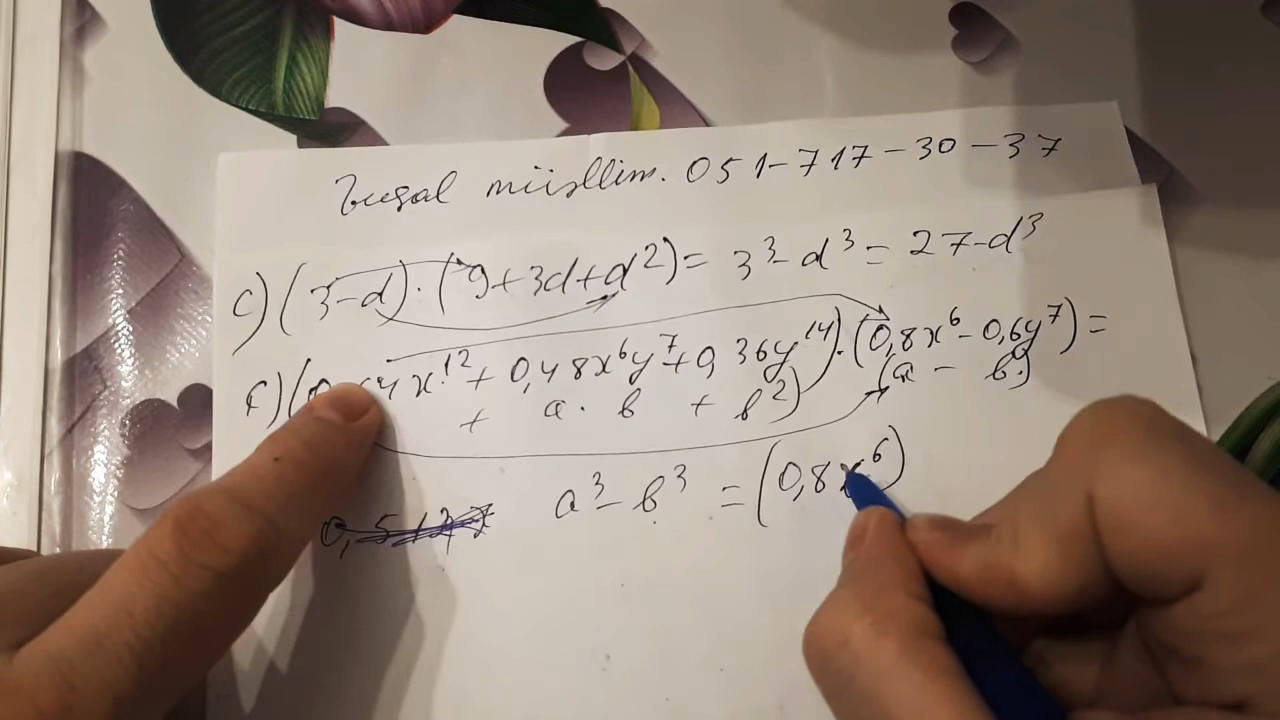 müəllim. 051-717-30-37
c) (3-d)·(9+3d+d²)= 3³-d³= 27-d³
(0,64x¹²+0,48x⁶y⁷+0,36y¹⁴)·(0,8x⁶-0,6y⁷)=
+ a·b + b²) (a - b)
a³-b³ =(0,8x⁶)